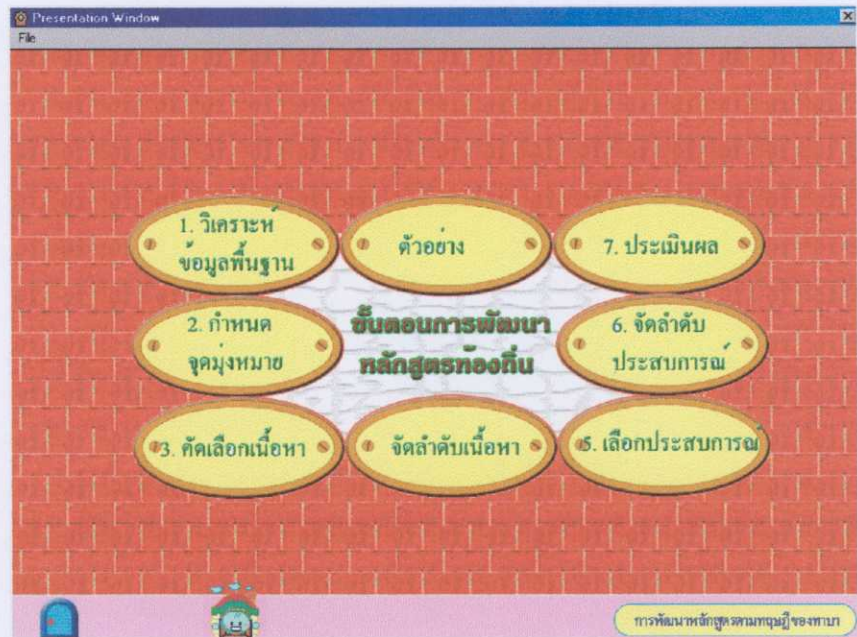 Presentation Window
File
1. วิเคราะห์
ข้อมูลพื้นฐาน
ตัวอย่าง
7. ประเมินผล
2. กำหนด
จุดมุ่งหมาย
ขั้นตอนการพัฒนา
หลักสูตรท้องถิ่น
6. จัดลำดับ
ประสบการณ์
3. คัดเลือกเนื้อหา
จัดลำดับเนื้อหา
5. เลือกประสบการณ์
การพัฒนาหลักสูตรตามทฤษฎีของทาบา